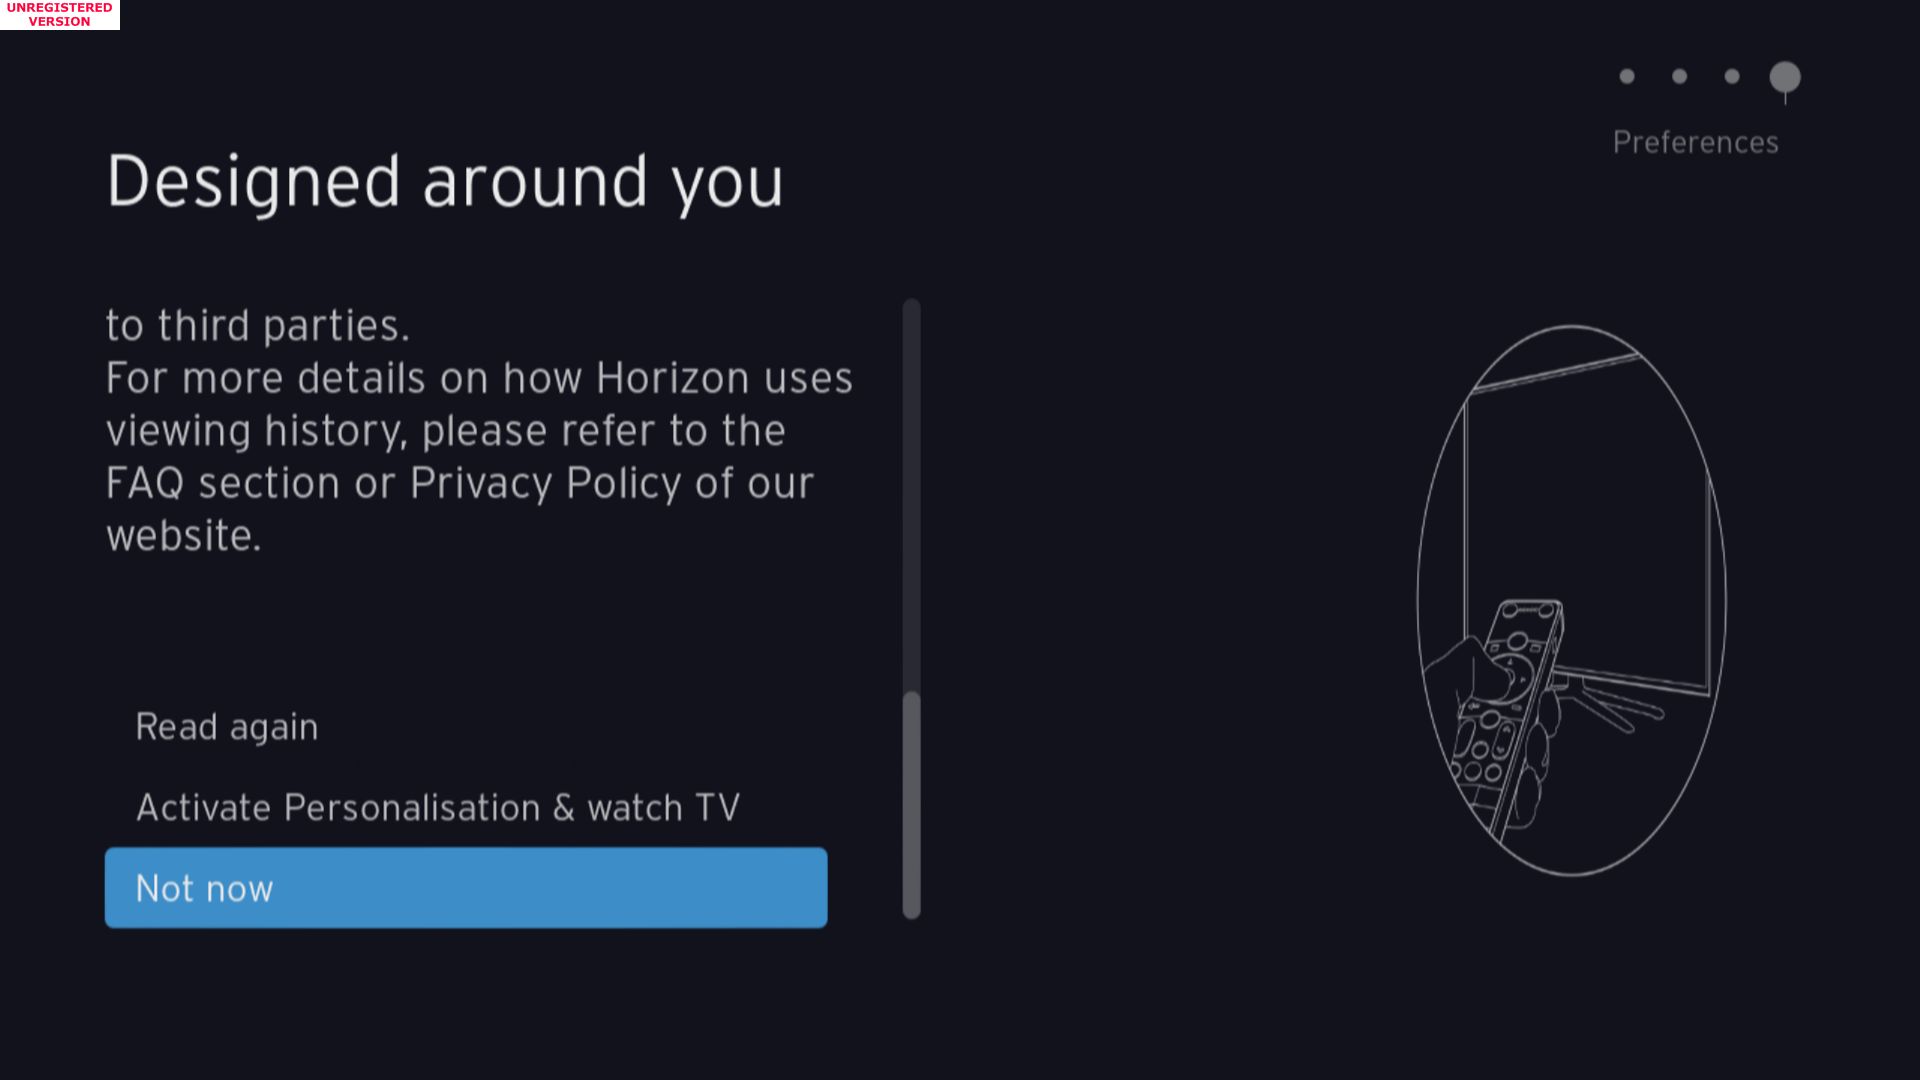 UNREGISTERED
VERSION
Preferences
Designed around you
to third parties.
For more details on how Horizon uses
viewing history, please refer to the
FAQ section or Privacy Policy of our
website.
Read again
Activate Personalisation & watch TV
Not now